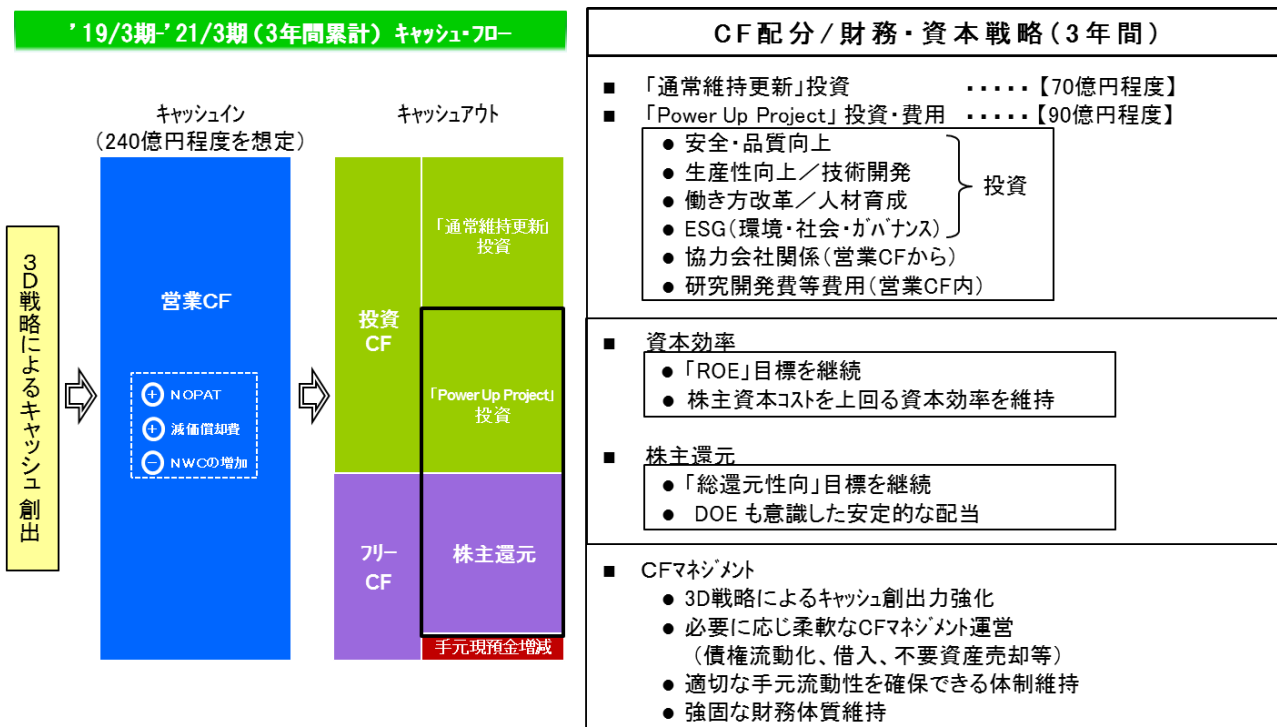 ’19/3期-’21/3期（3年間累計） キャッシュ・フロー
キャッシュイン
（240億円程度を想定）
キャッシュアウト
3D戦略によるキャッシュ創出
営業CF
＋ NOPAT
＋ 減価償却費
－ NWCの増加
投資
CF
フリー
CF
「通常維持更新」
投資
「Power Up Project」
投資
株主還元
手元現預金増減
CF配分/財務・資本戦略(3年間)
■ 「通常維持更新」投資 ・・・・・【70億円程度】
■ 「Power Up Project」 投資・費用 ・・・・・【90億円程度】
● 安全・品質向上
● 生産性向上／技術開発
● 働き方改革／人材育成
● ESG（環境・社会・ガバナンス）
投資
● 協力会社関係（営業CFから）
● 研究開発費等費用（営業CF内）
■ 資本効率
● 「ROE」目標を継続
● 株主資本コストを上回る資本効率を維持
■ 株主還元
● 「総還元性向」目標を継続
● DOE も意識した安定的な配当
■ CFマネジメント
● 3D戦略によるキャッシュ創出力強化
● 必要に応じ柔軟なCFマネジメント運営
（債権流動化、借入、不要資産売却等）
● 適切な手元流動性を確保できる体制維持
● 強固な財務体質維持